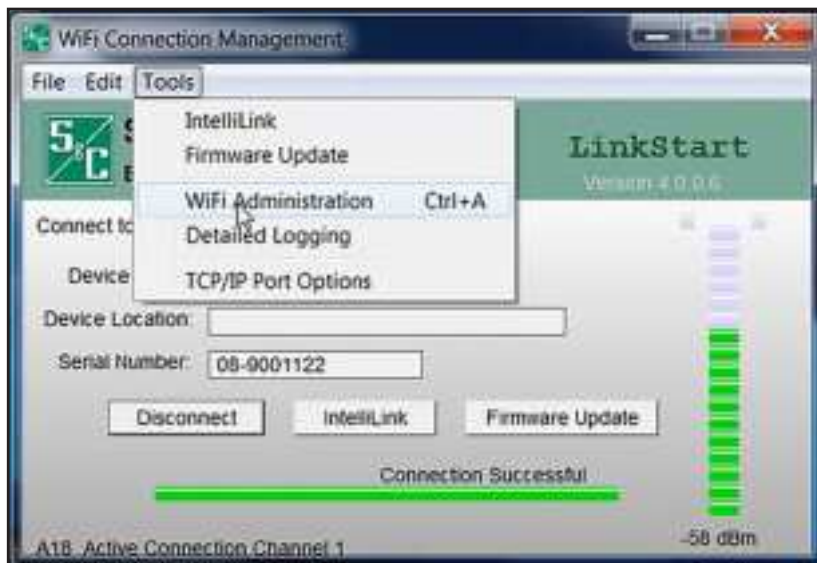 WiFi Connection Management
File Edit Tools
IntelliLink
Firmware Update
WiFi Administration Ctrl+A
Detailed Logging
TCP/IP Port Options
S&C
LinkStart
Version 4.0.0.6
Connect to
Device
Device Location:
Serial Number: 08-9001122
Disconnect IntelliLink Firmware Update
Connection Successful
-58 dBm
A18 Active Connection Channel 1